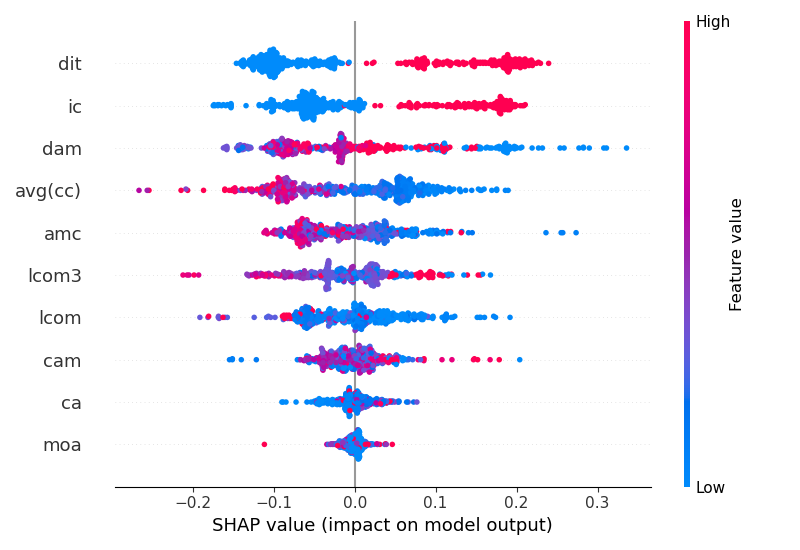 High
dit
ic
dam
avg(cc)
amc
lcom3
lcom
cam
ca
moa
Feature value
Low
−0.2 −0.1 0.0 0.1 0.2 0.3
SHAP value (impact on model output)